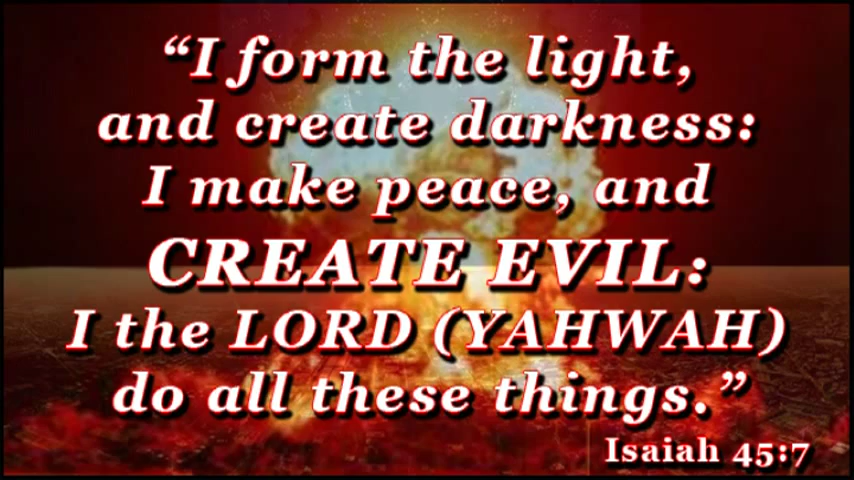 “I form the light,
and create darkness:
I make peace, and
CREATE EVIL:
I the LORD (YAHWAH)
do all these things.”
Isaiah 45:7